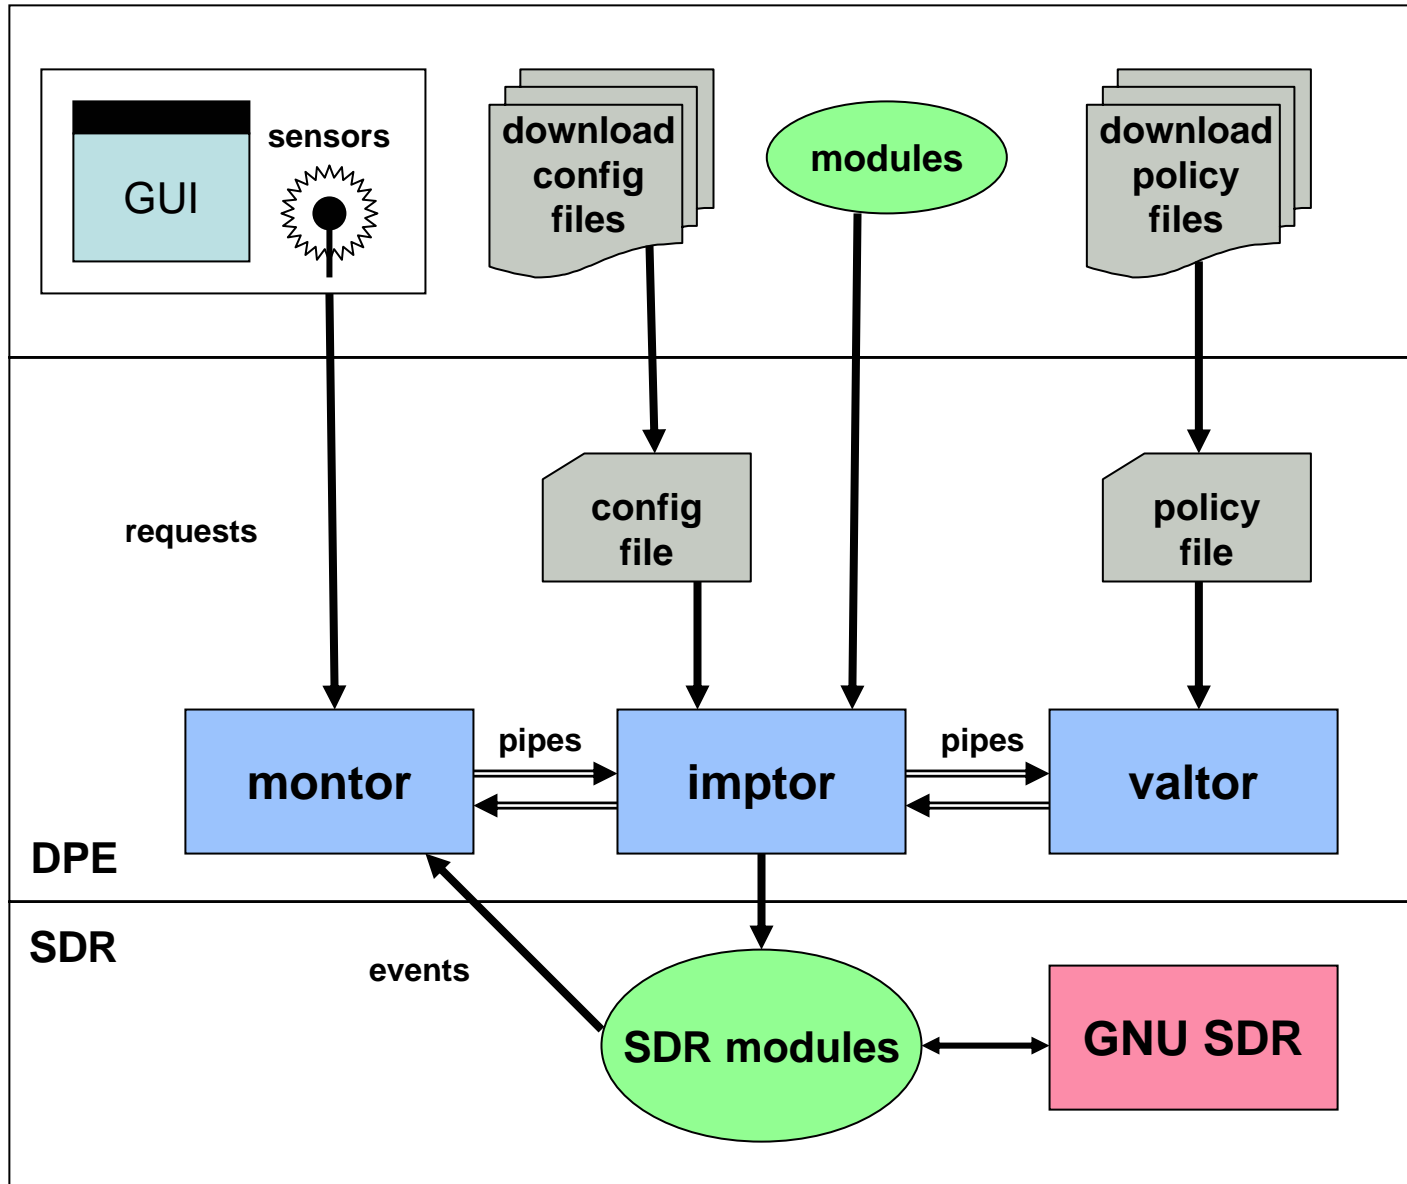 sensors
GUI
download
config
files
modules
download
policy
files
requests
config
file
policy
file
montor
pipes
imptor
pipes
valtor
DPE
SDR
events
SDR modules
GNU SDR